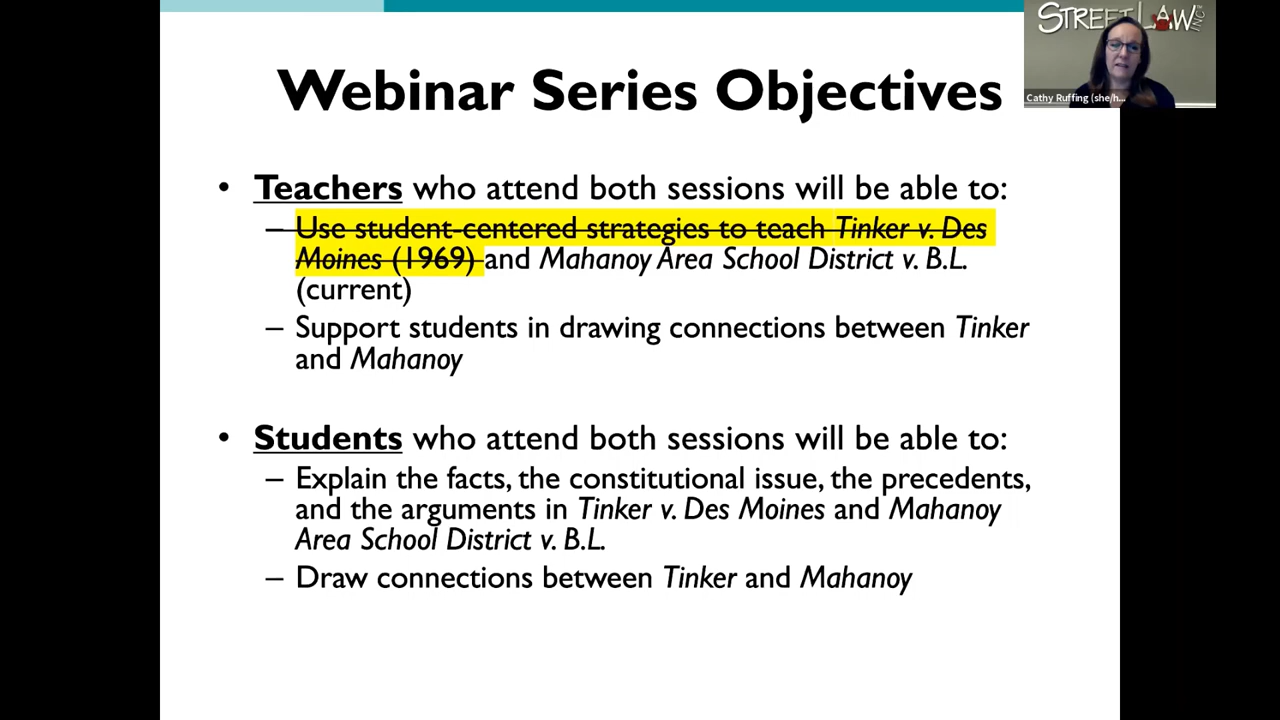 STREET LAW INC
Cathy Ruffing (she/h...
Webinar Series Objectives
• Teachers who attend both sessions will be able to:
– Use student-centered strategies to teach Tinker v. Des
Moines (1969) and Mahanoy Area School District v. B.L.
(current)
– Support students in drawing connections between Tinker
and Mahanoy
• Students who attend both sessions will be able to:
– Explain the facts, the constitutional issue, the precedents,
and the arguments in Tinker v. Des Moines and Mahanoy
Area School District v. B.L.
– Draw connections between Tinker and Mahanoy